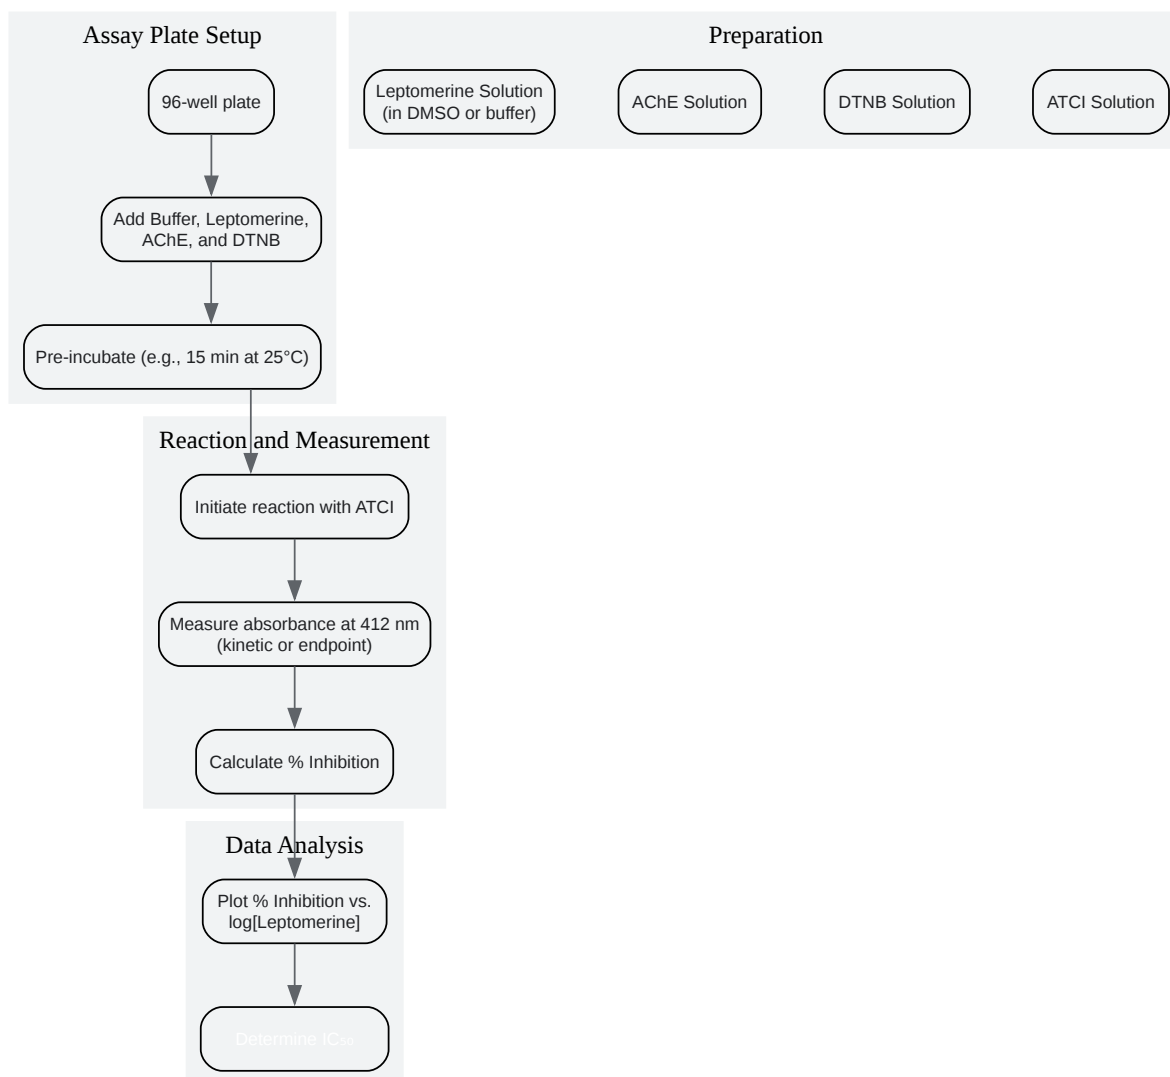 Assay Plate Setup
96-well plate
Add Buffer, Leptomerine,
AChE, and DTNB
Pre-incubate (e.g., 15 min at 25°C)
Preparation
Leptomerine Solution
(in DMSO or buffer)
AChE Solution
DTNB Solution
ATCI Solution
Reaction and Measurement
Initiate reaction with ATCI
Measure absorbance at 412 nm
(kinetic or endpoint)
Calculate % Inhibition
Data Analysis
Plot % Inhibition vs.
log[Leptomerine]
Determine IC₅₀